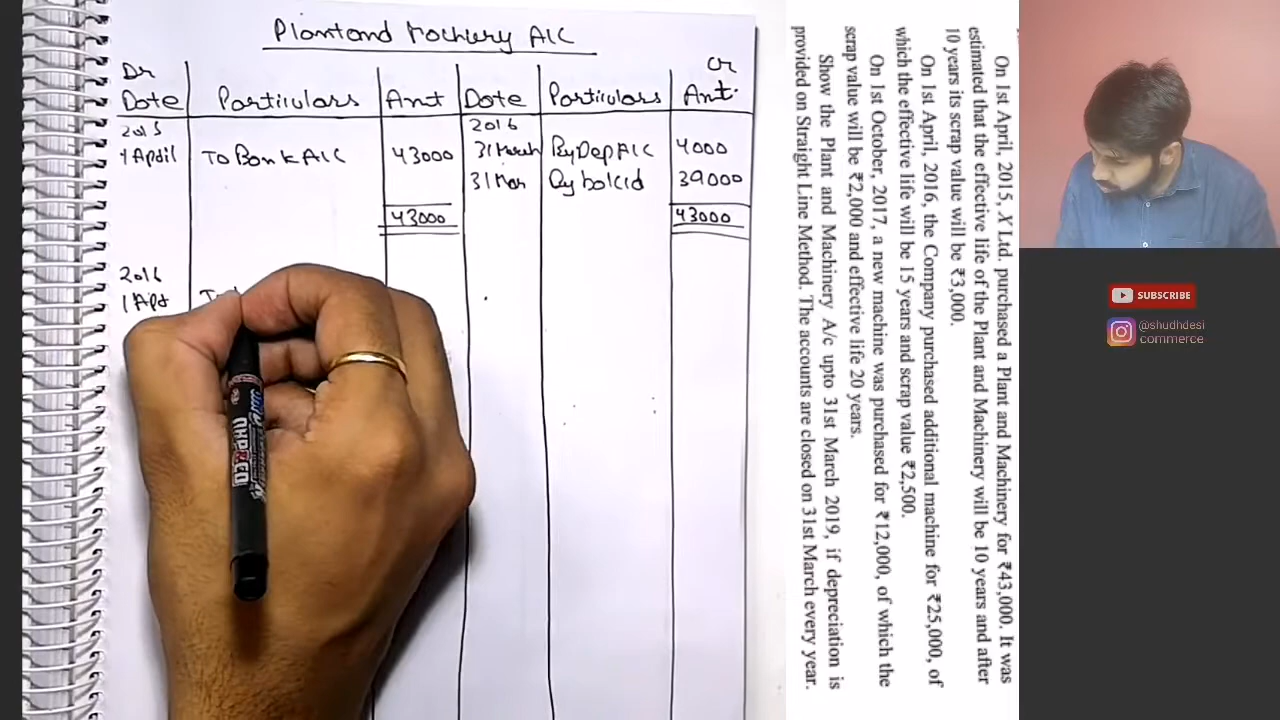 Plantand Machinery A/C
Dr Cr
Date Particulars Amt Date Particulars Amt.
2015 2016
1 April To Bank A/C 43000 31 March By Dep A/C 4000
31 Mar By balc/d 39000
43000 43000
2016
1 Apr To
On 1st April, 2015, X Ltd. purchased a Plant and Machinery for ₹43,000. It was
estimated that the effective life of the Plant and Machinery will be 10 years and after
10 years its scrap value will be ₹3,000.
On 1st April, 2016, the Company purchased additional machine for ₹25,000, of
which the effective life will be 15 years and scrap value ₹2,500.
On 1st October, 2017, a new machine was purchased for ₹12,000, of which the
scrap value will be ₹2,000 and effective life 20 years.
Show the Plant and Machinery A/c upto 31st March 2019, if depreciation is
provided on Straight Line Method. The accounts are closed on 31st March every year.
SUBSCRIBE
@shudhdesi
commerce